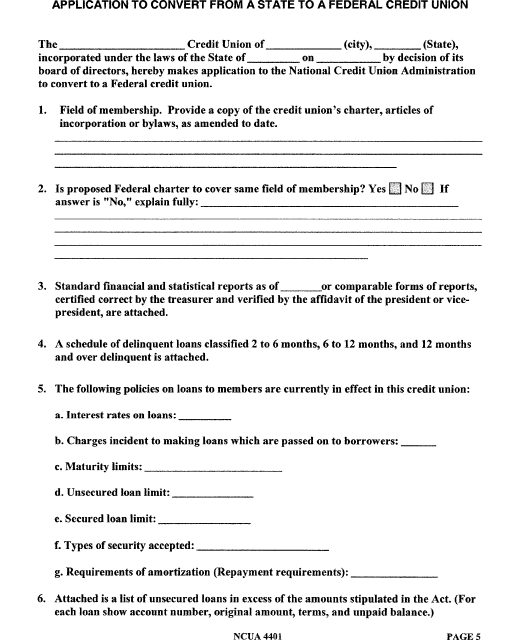 APPLICATION TO CONVERT FROM A STATE TO A FEDERAL CREDIT UNION
The ______________________ Credit Union of _____________ (city), ________ (State),
incorporated under the laws of the State of _________ on ___________ by decision of its
board of directors, hereby makes application to the National Credit Union Administration
to convert to a Federal credit union.
1. Field of membership. Provide a copy of the credit union's charter, articles of
incorporation or bylaws, as amended to date.
2. Is proposed Federal charter to cover same field of membership? Yes No If
answer is "No," explain fully: ______________________________
3. Standard financial and statistical reports as of _______or comparable forms of reports,
certified correct by the treasurer and verified by the affidavit of the president or vice-
president, are attached.
4. A schedule of delinquent loans classified 2 to 6 months, 6 to 12 months, and 12 months
and over delinquent is attached.
5. The following policies on loans to members are currently in effect in this credit union:
a. Interest rates on loans: _________
b. Charges incident to making loans which are passed on to borrowers: ______
c. Maturity limits: ________________________
d. Unsecured loan limit: ______________
e. Secured loan limit: ________________
f. Types of security accepted: _______________________
g. Requirements of amortization (Repayment requirements): _______________
6. Attached is a list of unsecured loans in excess of the amounts stipulated in the Act. (For
each loan show account number, original amount, terms, and unpaid balance.)
NCUA 4401 PAGE 5